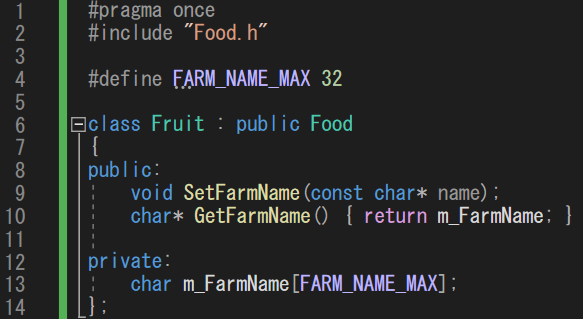 1 #pragma once
2 #include "Food.h"
3
4 #define FARM_NAME_MAX 32
5
6 class Fruit : public Food
7 {
8 public:
9     void SetFarmName(const char* name);
10     char* GetFarmName() { return m_FarmName; }
11
12 private:
13     char m_FarmName[FARM_NAME_MAX];
14 };